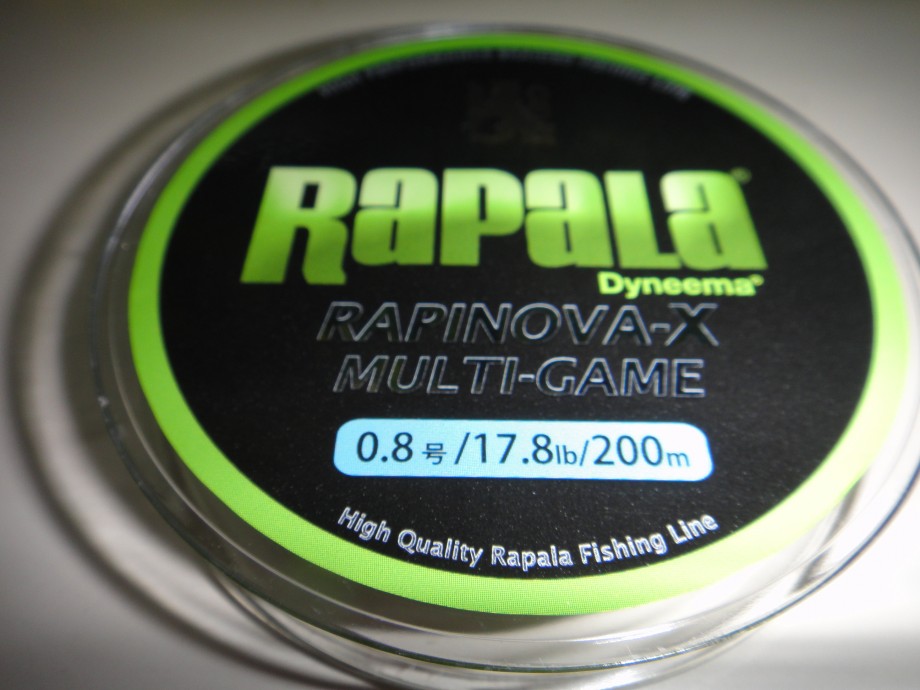 RAPALA
Dyneema®
RAPINOVA-X
MULTI-GAME
0.8号/17.8lb/200m
High Quality Rapala Fishing Line